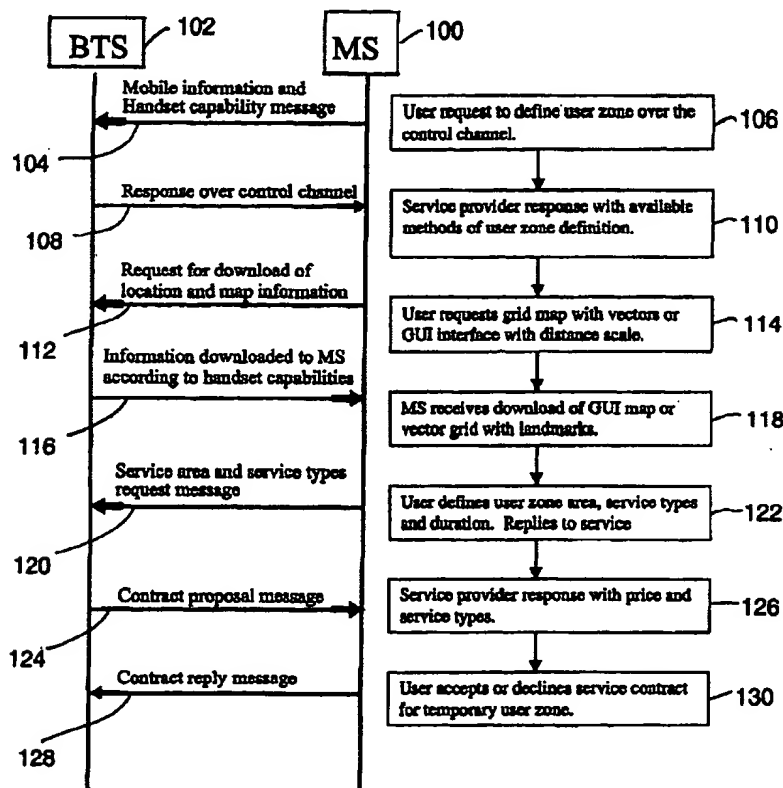 BTS
102
MS
100
Mobile information and
Handset capability message
104
User request to define user zone over the
control channel.
106
Response over control channel
108
Service provider response with available
methods of user zone definition.
110
Request for download of
location and map information
112
User requests grid map with vectors or
GUI interface with distance scale.
114
Information downloaded to MS
according to handset capabilities
116
MS receives download of GUI map or
vector grid with landmarks.
118
Service area and service types
request message
120
User defines user zone area, service types
and duration. Replies to service
122
Contract proposal message
124
Service provider response with price and
service types.
126
Contract reply message
128
User accepts or declines service contract
for temporary user zone.
130